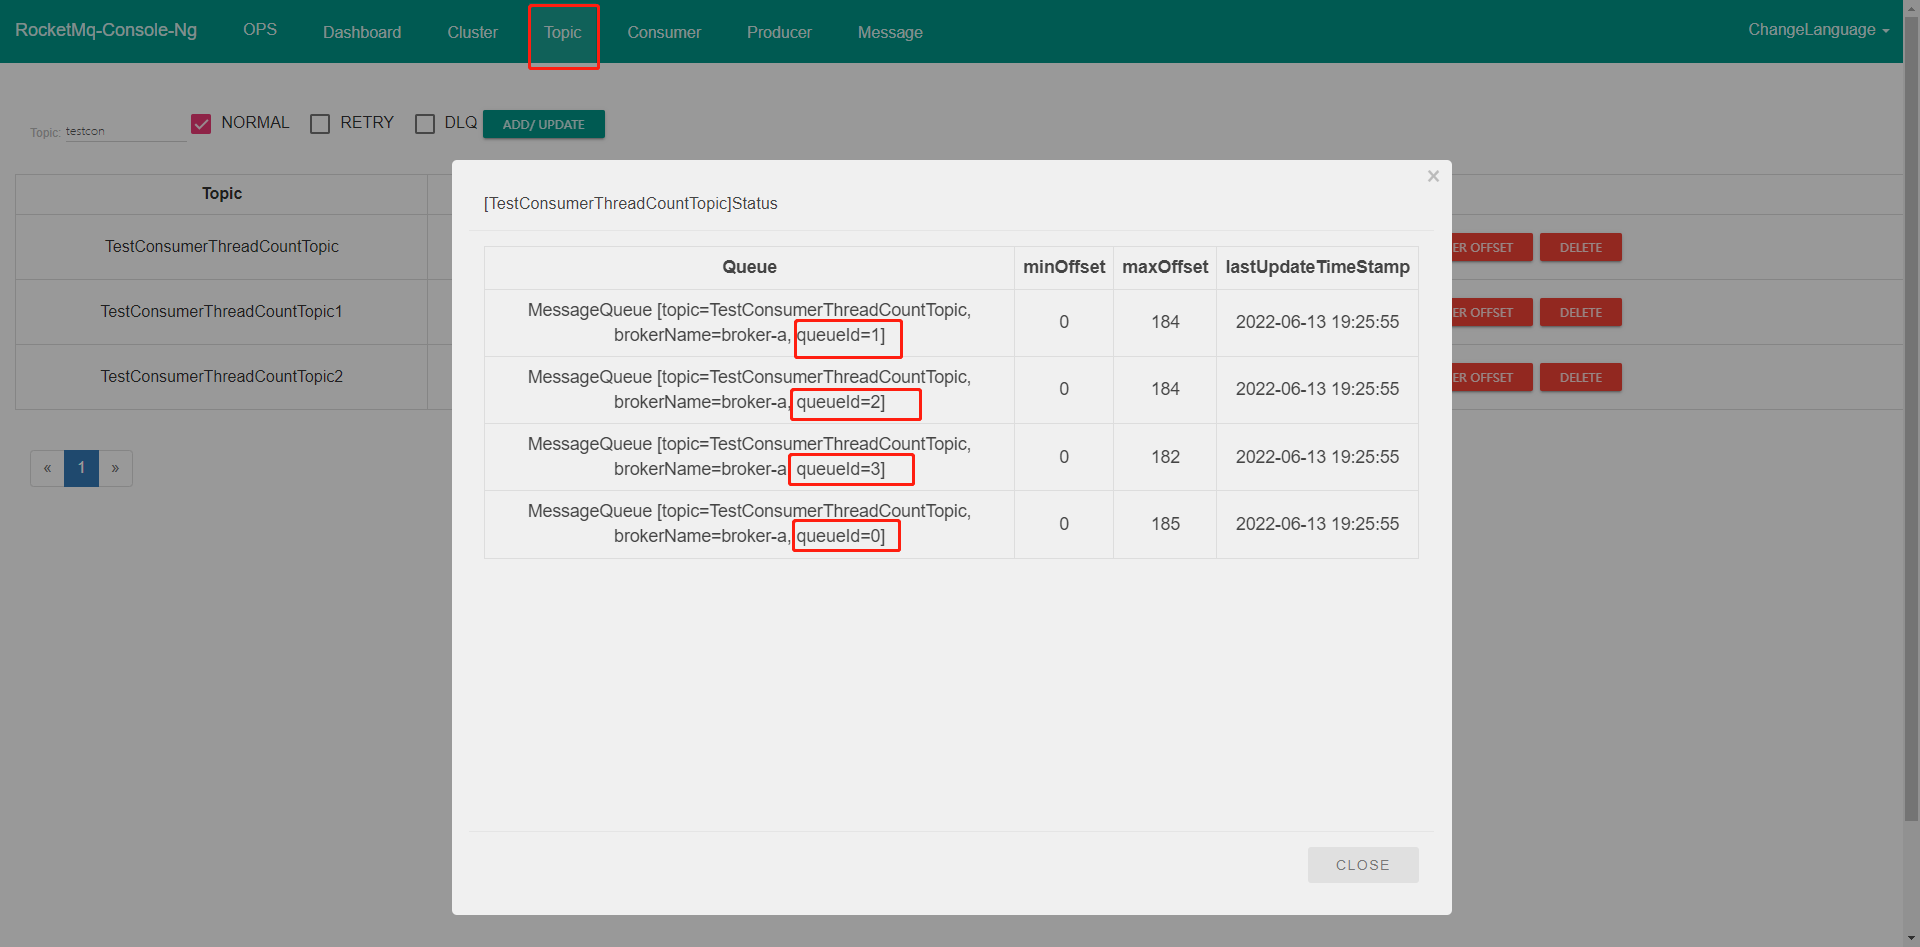 RocketMq-Console-Ng OPS Dashboard Cluster Topic Consumer Producer Message ChangeLanguage
Topic: testcon NORMAL RETRY DLQ ADD/ UPDATE
Topic
TestConsumerThreadCountTopic
TestConsumerThreadCountTopic1
TestConsumerThreadCountTopic2
« 1 »
×
[TestConsumerThreadCountTopic]Status
Queue minOffset maxOffset lastUpdateTimeStamp
MessageQueue [topic=TestConsumerThreadCountTopic,
brokerName=broker-a, queueId=1] 0 184 2022-06-13 19:25:55
MessageQueue [topic=TestConsumerThreadCountTopic,
brokerName=broker-a, queueId=2] 0 184 2022-06-13 19:25:55
MessageQueue [topic=TestConsumerThreadCountTopic,
brokerName=broker-a, queueId=3] 0 182 2022-06-13 19:25:55
MessageQueue [topic=TestConsumerThreadCountTopic,
brokerName=broker-a, queueId=0] 0 185 2022-06-13 19:25:55
CLOSE
ER OFFSET DELETE
ER OFFSET DELETE
ER OFFSET DELETE